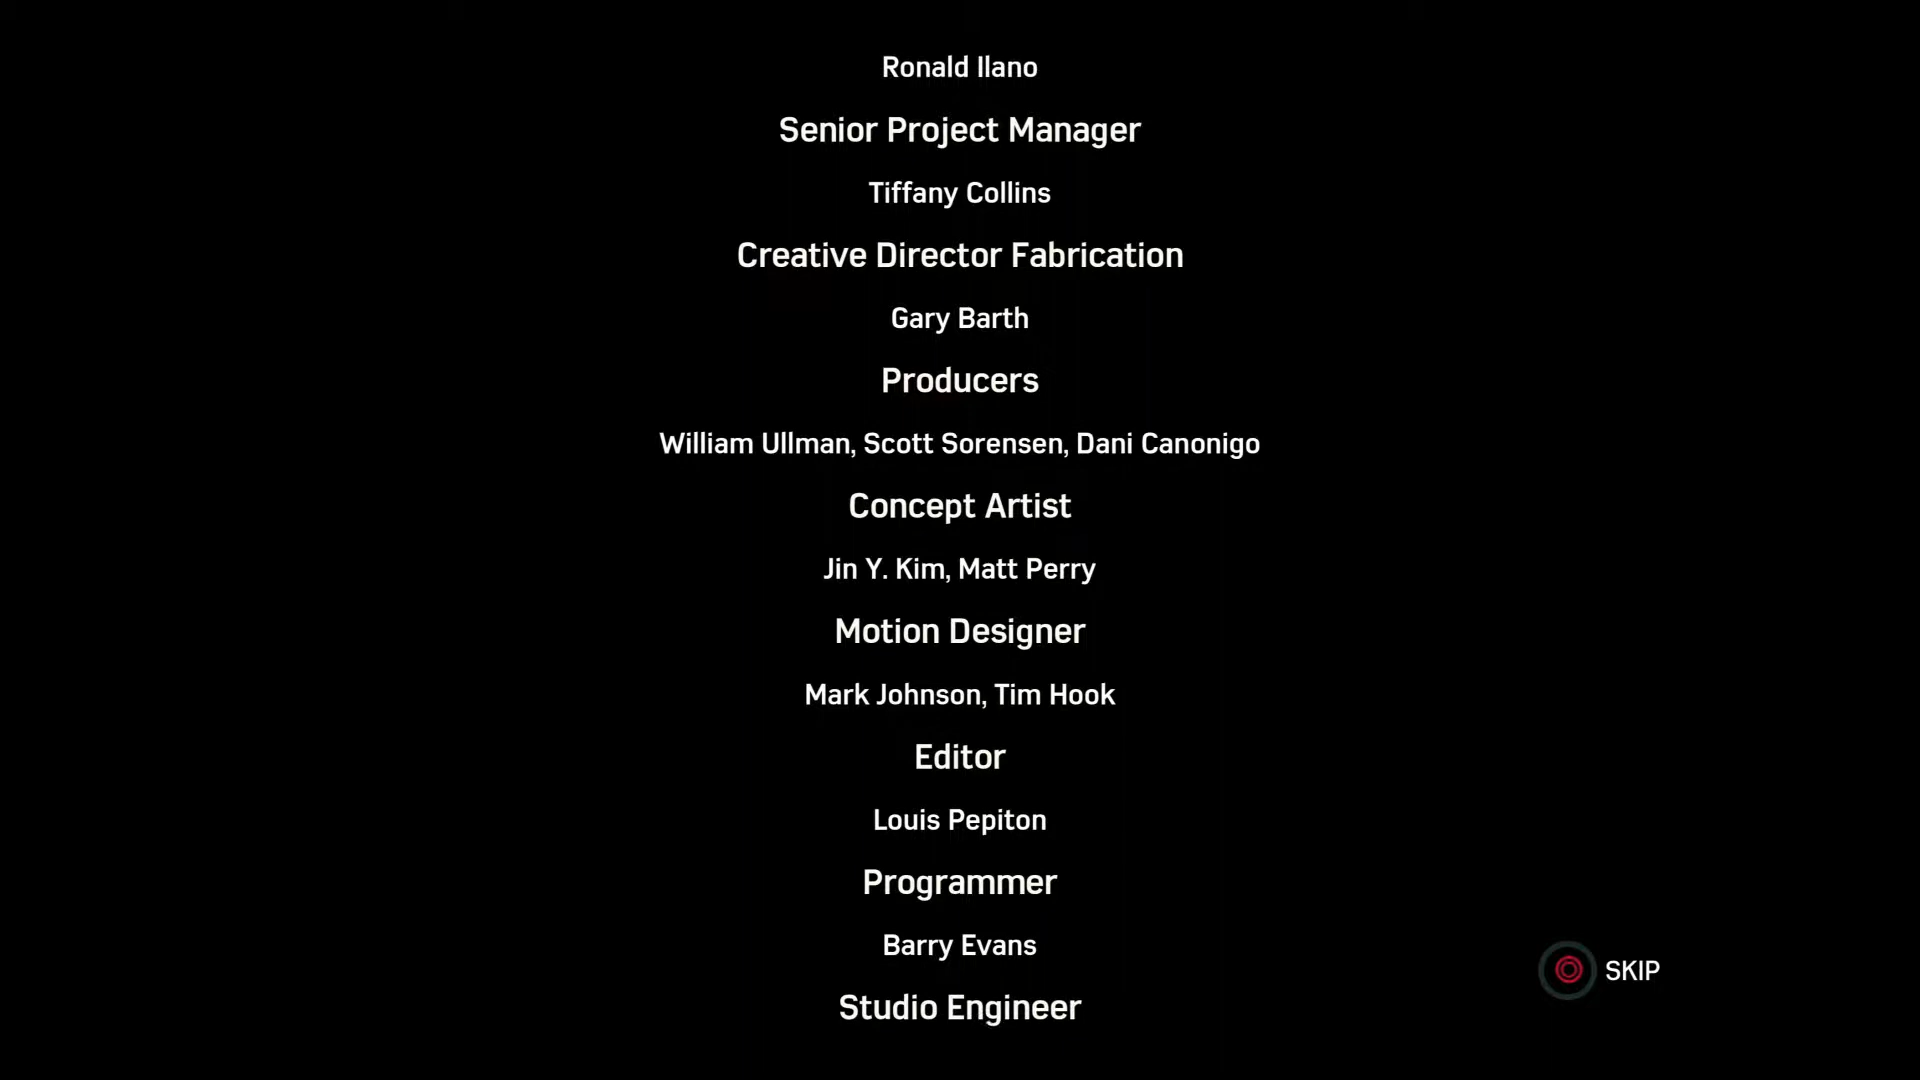 Ronald Ilano
Senior Project Manager
Tiffany Collins
Creative Director Fabrication
Gary Barth
Producers
William Ullman, Scott Sorensen, Dani Canonigo
Concept Artist
Jin Y. Kim, Matt Perry
Motion Designer
Mark Johnson, Tim Hook
Editor
Louis Pepiton
Programmer
Barry Evans
SKIP
Studio Engineer